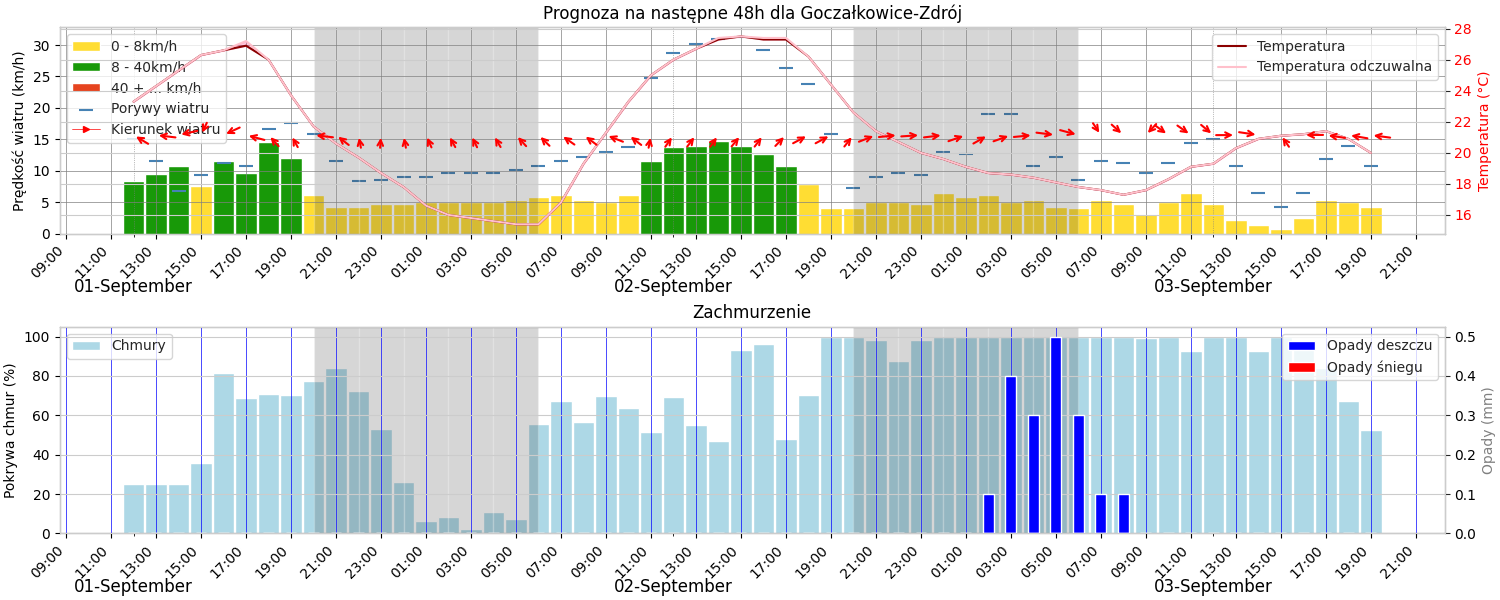 Prognoza na następne 48h dla Goczałkowice-Zdrój
Prędkość wiatru (km/h)
30
25
20
15
10
5
0
0 - 8km/h
8 - 40km/h
40 + ... km/h
Porywy wiatru
Kierunek wiatru
Temperatura
Temperatura odczuwalna
28
26
24
22
20
18
16
Temperatura (°C)
09:00 11:00 13:00 15:00 17:00 19:00 21:00 23:00 01:00 03:00 05:00 07:00 09:00 11:00 13:00 15:00 17:00 19:00 21:00 23:00 01:00 03:00 05:00 07:00 09:00 11:00 13:00 15:00 17:00 19:00 21:00
01-September 02-September 03-September
Zachmurzenie
Pokrywa chmur (%)
100
80
60
40
20
0
Chmury
Opady deszczu
Opady śniegu
0.5
0.4
0.3
0.2
0.1
0.0
Opady (mm)
09:00 11:00 13:00 15:00 17:00 19:00 21:00 23:00 01:00 03:00 05:00 07:00 09:00 11:00 13:00 15:00 17:00 19:00 21:00 23:00 01:00 03:00 05:00 07:00 09:00 11:00 13:00 15:00 17:00 19:00 21:00
01-September 02-September 03-September